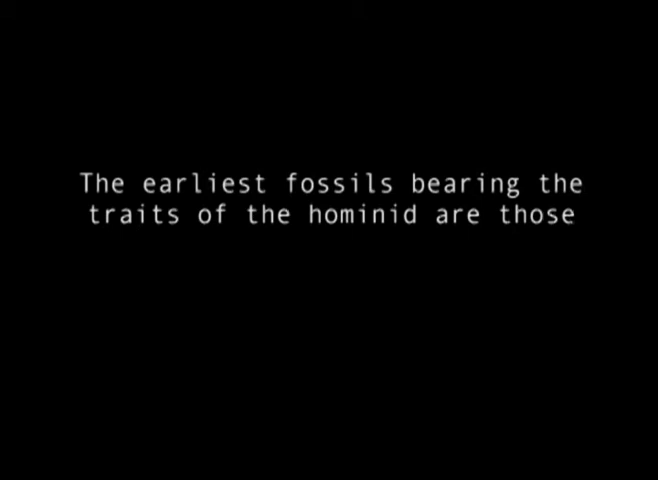 The earliest fossils bearing the
traits of the hominid are those